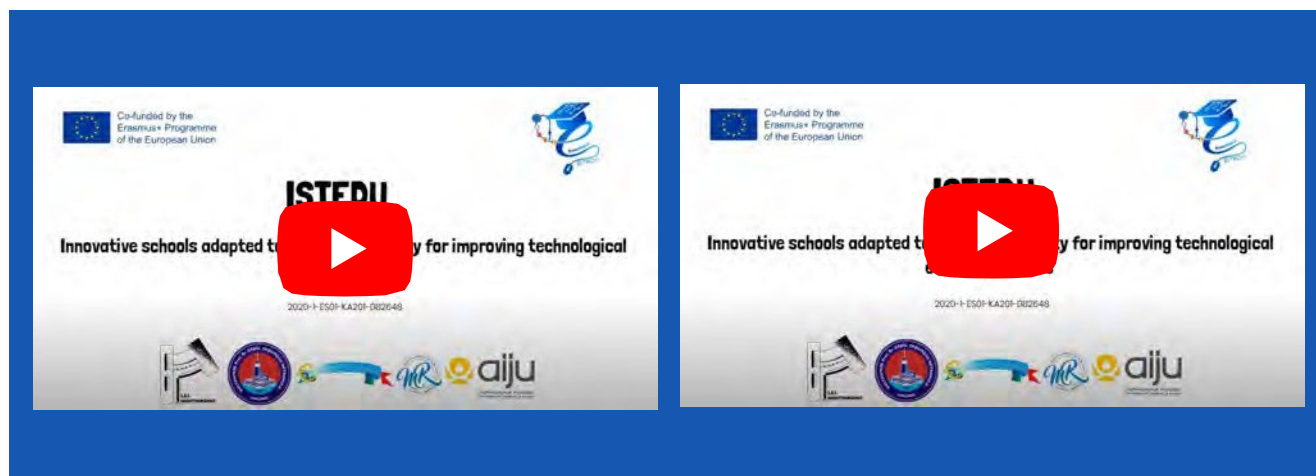 Co-funded by the
Erasmus+ Programme
of the European Union
ISTEDU
Innovative schools adapted for improving technological
2020-1-ES01-KA201-082648
aiju
Co-funded by the
Erasmus+ Programme
of the European Union
Innovative schools adapted for improving technological
2020-1-ES01-KA201-082648
aiju